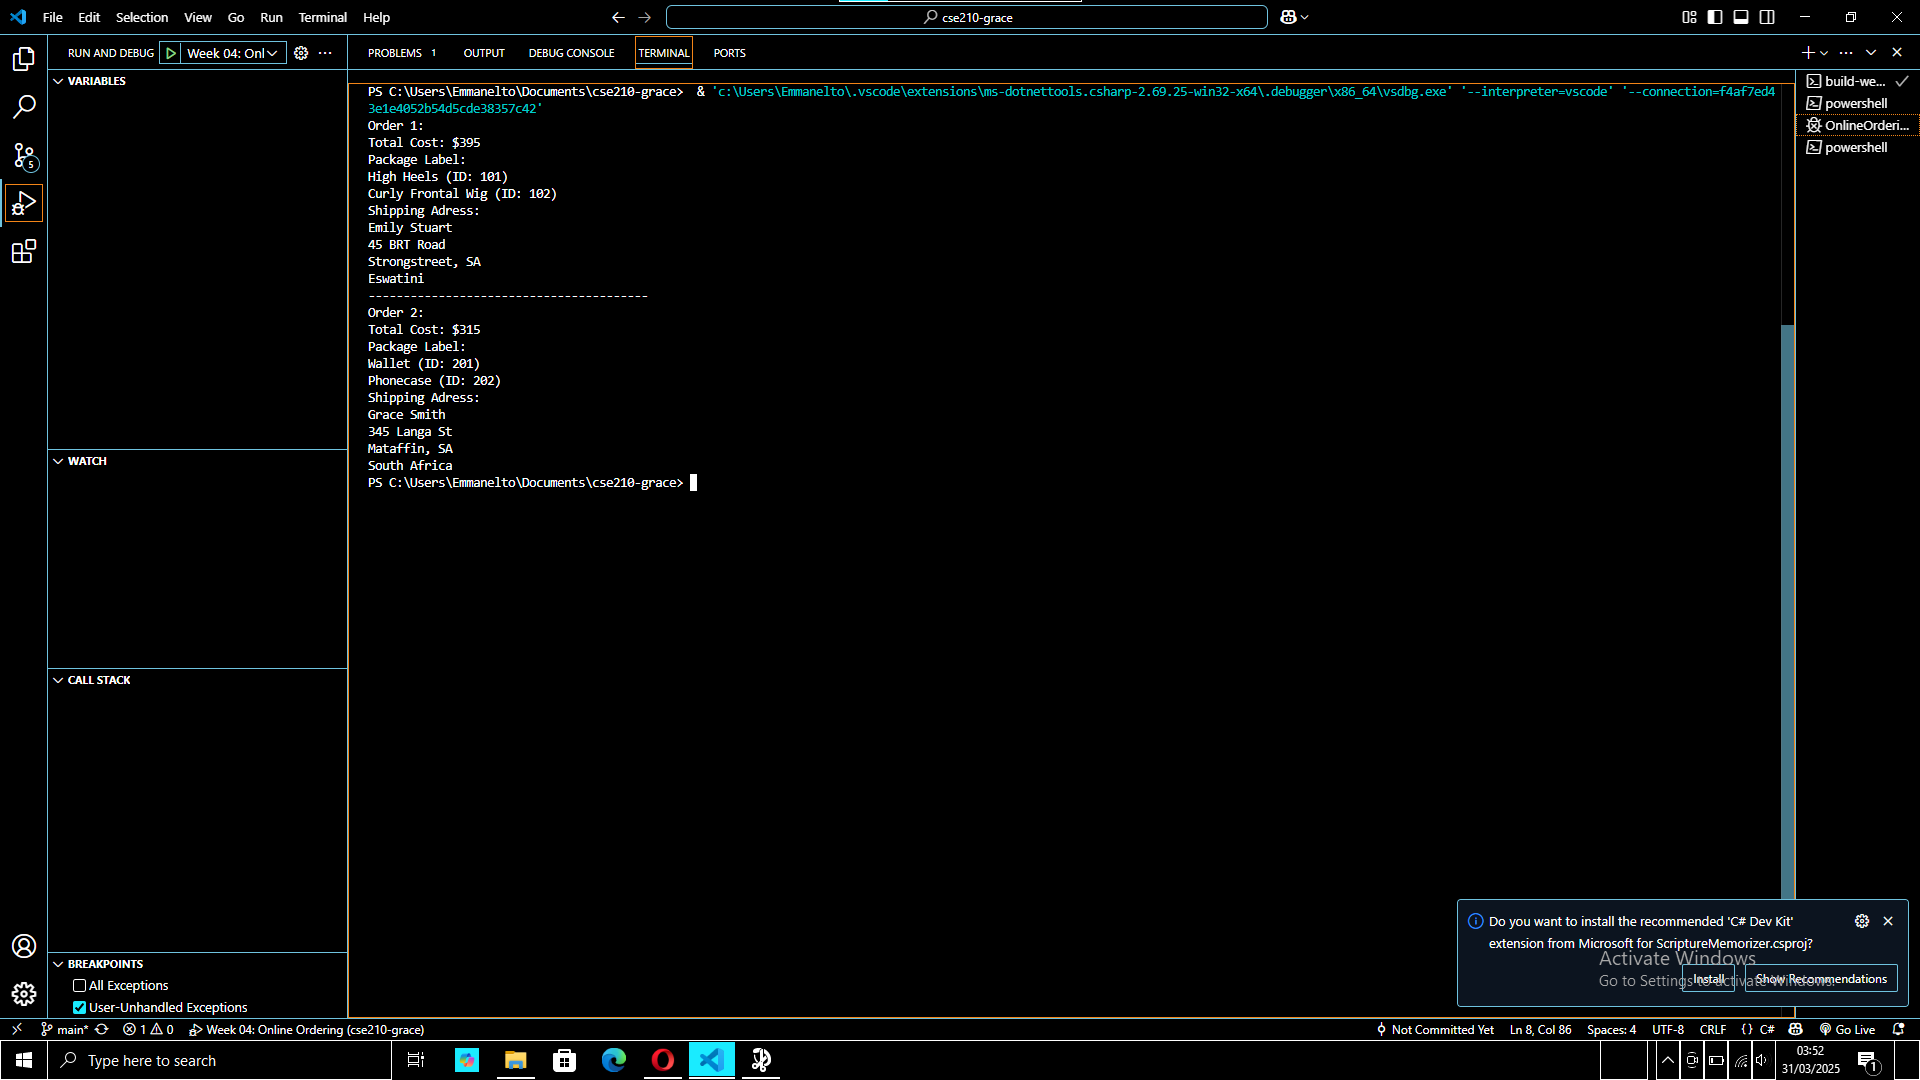 File Edit Selection View Go Run Terminal Help
cse210-grace
RUN AND DEBUG Week 04: Onl
VARIABLES
WATCH
CALL STACK
BREAKPOINTS
All Exceptions
User-Unhandled Exceptions
PROBLEMS 1 OUTPUT DEBUG CONSOLE TERMINAL PORTS
PS C:\Users\Emmanelto\Documents\cse210-grace> & 'c:\Users\Emmanelto\.vscode\extensions\ms-dotnettools.csharp-2.69.25-win32-x64\.debugger\x86_64\vsdbg.exe' '--interpreter=vscode' '--connection=f4af7ed4
3e1e4052b54d5cde38357c42'
Order 1:
Total Cost: $395
Package Label:
High Heels (ID: 101)
Curly Frontal Wig (ID: 102)
Shipping Adress:
Emily Stuart
45 BRT Road
Strongstreet, SA
Eswatini
----------------------------------------
Order 2:
Total Cost: $315
Package Label:
Wallet (ID: 201)
Phonecase (ID: 202)
Shipping Adress:
Grace Smith
345 Langa St
Mataffin, SA
South Africa
PS C:\Users\Emmanelto\Documents\cse210-grace>
build-we...
powershell
OnlineOrderi...
powershell
Do you want to install the recommended 'C# Dev Kit'
extension from Microsoft for ScriptureMemorizer.csproj?
Install Show Recommendations
Activate Windows
Go to Settings to activate Windows.
5
main* 1 0 Week 04: Online Ordering (cse210-grace) Not Committed Yet Ln 8, Col 86 Spaces: 4 UTF-8 CRLF {} C# Go Live
Type here to search
03:52
31/03/2025
1